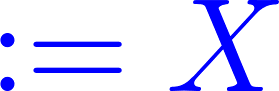 := X